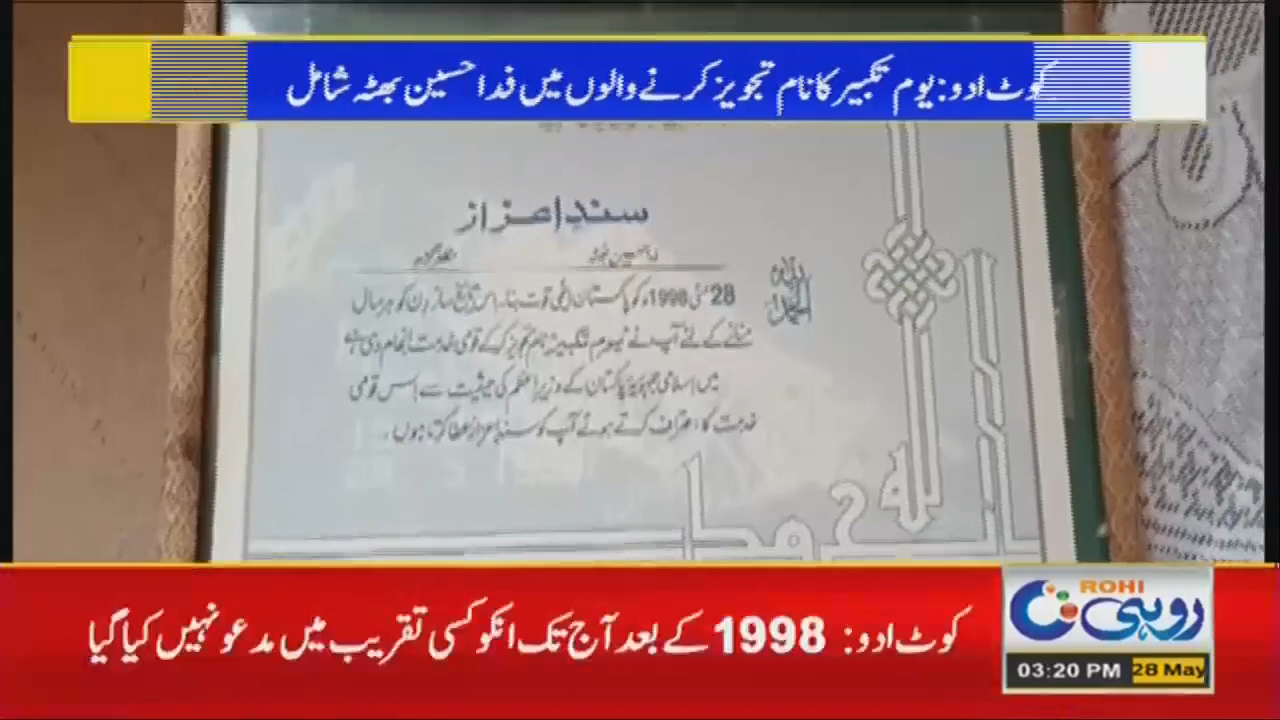 کوٹ ادو: یوم تکبیر کا نام تجویز کرنے والوں میں فدا حسین بھٹہ شامل
سندِ اعزاز
28 مئی 1998ء کو پاکستان ایٹمی قوت بنا۔ اس تاریخ ساز دن کو ہر سال
منانے کے لئے آپ نے یومِ تکبیر نام تجویز کر کے قومی خدمت انجام دی ہے
میں اسلامی جمہوریہ پاکستان کے وزیراعظم کی حیثیت سے اس قومی
خدمت کا اعتراف کرتے ہوئے آپ کو سندِ اعزاز عطا کرتا ہوں۔
کوٹ ادو: 1998 کے بعد آج تک انکو کسی تقریب میں مدعو نہیں کیا گیا
ROHI
روہی
03:20 PM 28 May